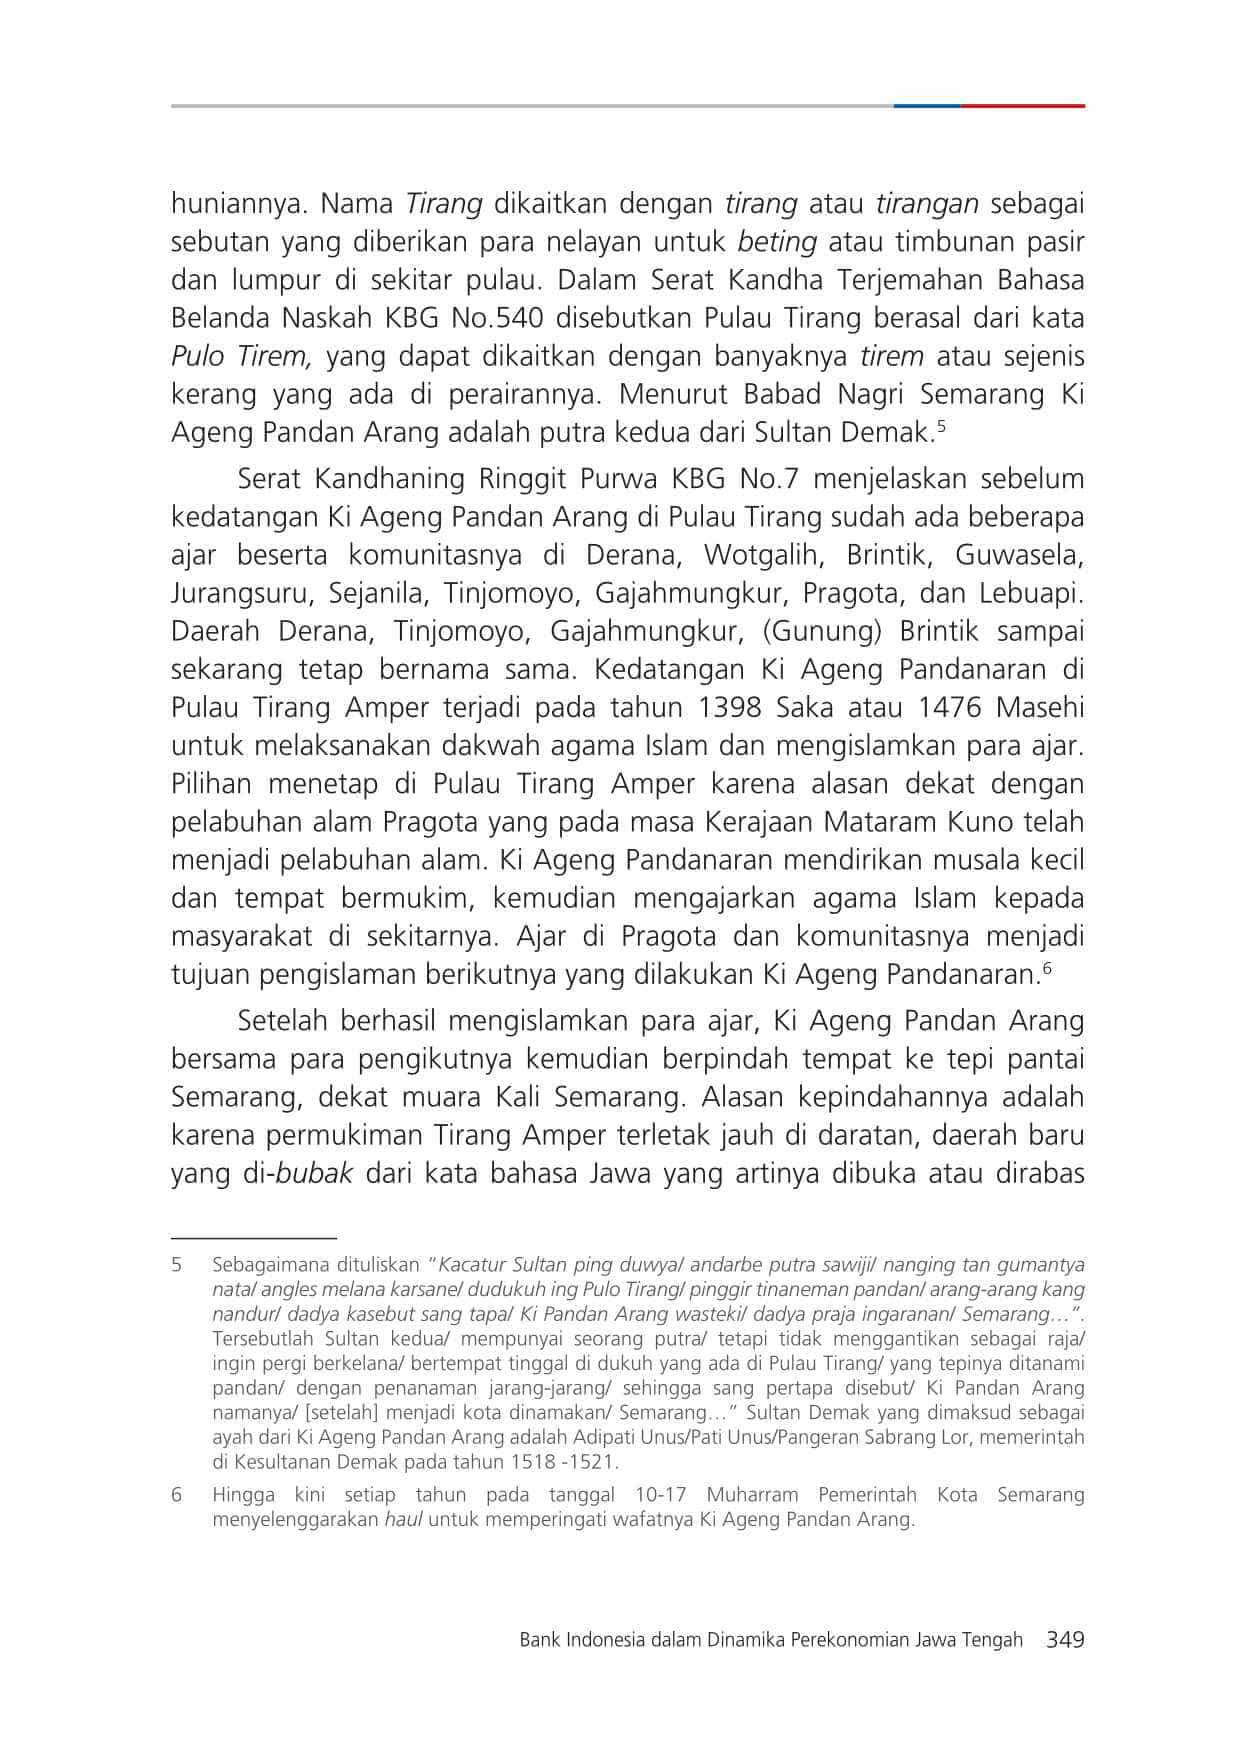 huniannya. Nama Tirang dikaitkan dengan tirang atau tirangan sebagai
sebutan yang diberikan para nelayan untuk beting atau timbunan pasir
dan lumpur di sekitar pulau. Dalam Serat Kandha Terjemahan Bahasa
Belanda Naskah KBG No.540 disebutkan Pulau Tirang berasal dari kata
Pulo Tirem, yang dapat dikaitkan dengan banyaknya tirem atau sejenis
kerang yang ada di perairannya. Menurut Babad Nagri Semarang Ki
Ageng Pandan Arang adalah putra kedua dari Sultan Demak.5
Serat Kandhaning Ringgit Purwa KBG No.7 menjelaskan sebelum
kedatangan Ki Ageng Pandan Arang di Pulau Tirang sudah ada beberapa
ajar beserta komunitasnya di Derana, Wotgalih, Brintik, Guwasela,
Jurangsuru, Sejanila, Tinjomoyo, Gajahmungkur, Pragota, dan Lebuapi.
Daerah Derana, Tinjomoyo, Gajahmungkur, (Gunung) Brintik sampai
sekarang tetap bernama sama. Kedatangan Ki Ageng Pandanaran di
Pulau Tirang Amper terjadi pada tahun 1398 Saka atau 1476 Masehi
untuk melaksanakan dakwah agama Islam dan mengislamkan para ajar.
Pilihan menetap di Pulau Tirang Amper karena alasan dekat dengan
pelabuhan alam Pragota yang pada masa Kerajaan Mataram Kuno telah
menjadi pelabuhan alam. Ki Ageng Pandanaran mendirikan musala kecil
dan tempat bermukim, kemudian mengajarkan agama Islam kepada
masyarakat di sekitarnya. Ajar di Pragota dan komunitasnya menjadi
tujuan pengislaman berikutnya yang dilakukan Ki Ageng Pandanaran.6
Setelah berhasil mengislamkan para ajar, Ki Ageng Pandan Arang
bersama para pengikutnya kemudian berpindah tempat ke tepi pantai
Semarang, dekat muara Kali Semarang. Alasan kepindahannya adalah
karena permukiman Tirang Amper terletak jauh di daratan, daerah baru
yang di-bubak dari kata bahasa Jawa yang artinya dibuka atau dirabas
5 Sebagaimana dituliskan "Kacatur Sultan ping duwya/ andarbe putra sawiji/ nanging tan gumantya
nata/ angles melana karsane/ dudukuh ing Pulo Tirang/ pinggir tinaneman pandan/ arang-arang kang
nandur/ dadya kasebut sang tapa/ Ki Pandan Arang wasteki/ dadya praja ingaranan/ Semarang…".
Tersebutlah Sultan kedua/ mempunyai seorang putra/ tetapi tidak menggantikan sebagai raja/
ingin pergi berkelana/ bertempat tinggal di dukuh yang ada di Pulau Tirang/ yang tepinya ditanami
pandan/ dengan penanaman jarang-jarang/ sehingga sang pertapa disebut/ Ki Pandan Arang
namanya/ [setelah] menjadi kota dinamakan/ Semarang…" Sultan Demak yang dimaksud sebagai
ayah dari Ki Ageng Pandan Arang adalah Adipati Unus/Pati Unus/Pangeran Sabrang Lor, memerintah
di Kesultanan Demak pada tahun 1518 -1521.
6 Hingga kini setiap tahun pada tanggal 10-17 Muharram Pemerintah Kota Semarang
menyelenggarakan haul untuk memperingati wafatnya Ki Ageng Pandan Arang.
Bank Indonesia dalam Dinamika Perekonomian Jawa Tengah 349